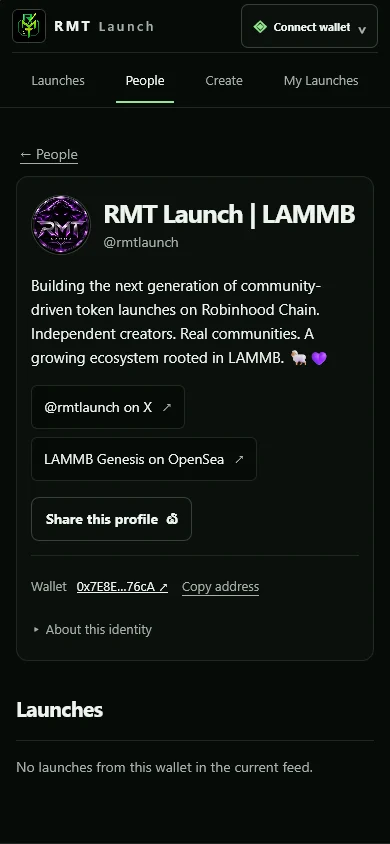 RMT Launch
Connect wallet
Launches People Create My Launches
← People
RMT
RMT Launch | LAMMB
@rmtlaunch
Building the next generation of community-
driven token launches on Robinhood Chain.
Independent creators. Real communities. A
growing ecosystem rooted in LAMMB. 🐑 💜
@rmtlaunch on X ↗
LAMMB Genesis on OpenSea ↗
Share this profile
Wallet 0x7E8E...76cA ↗ Copy address
▸ About this identity
Launches
No launches from this wallet in the current feed.